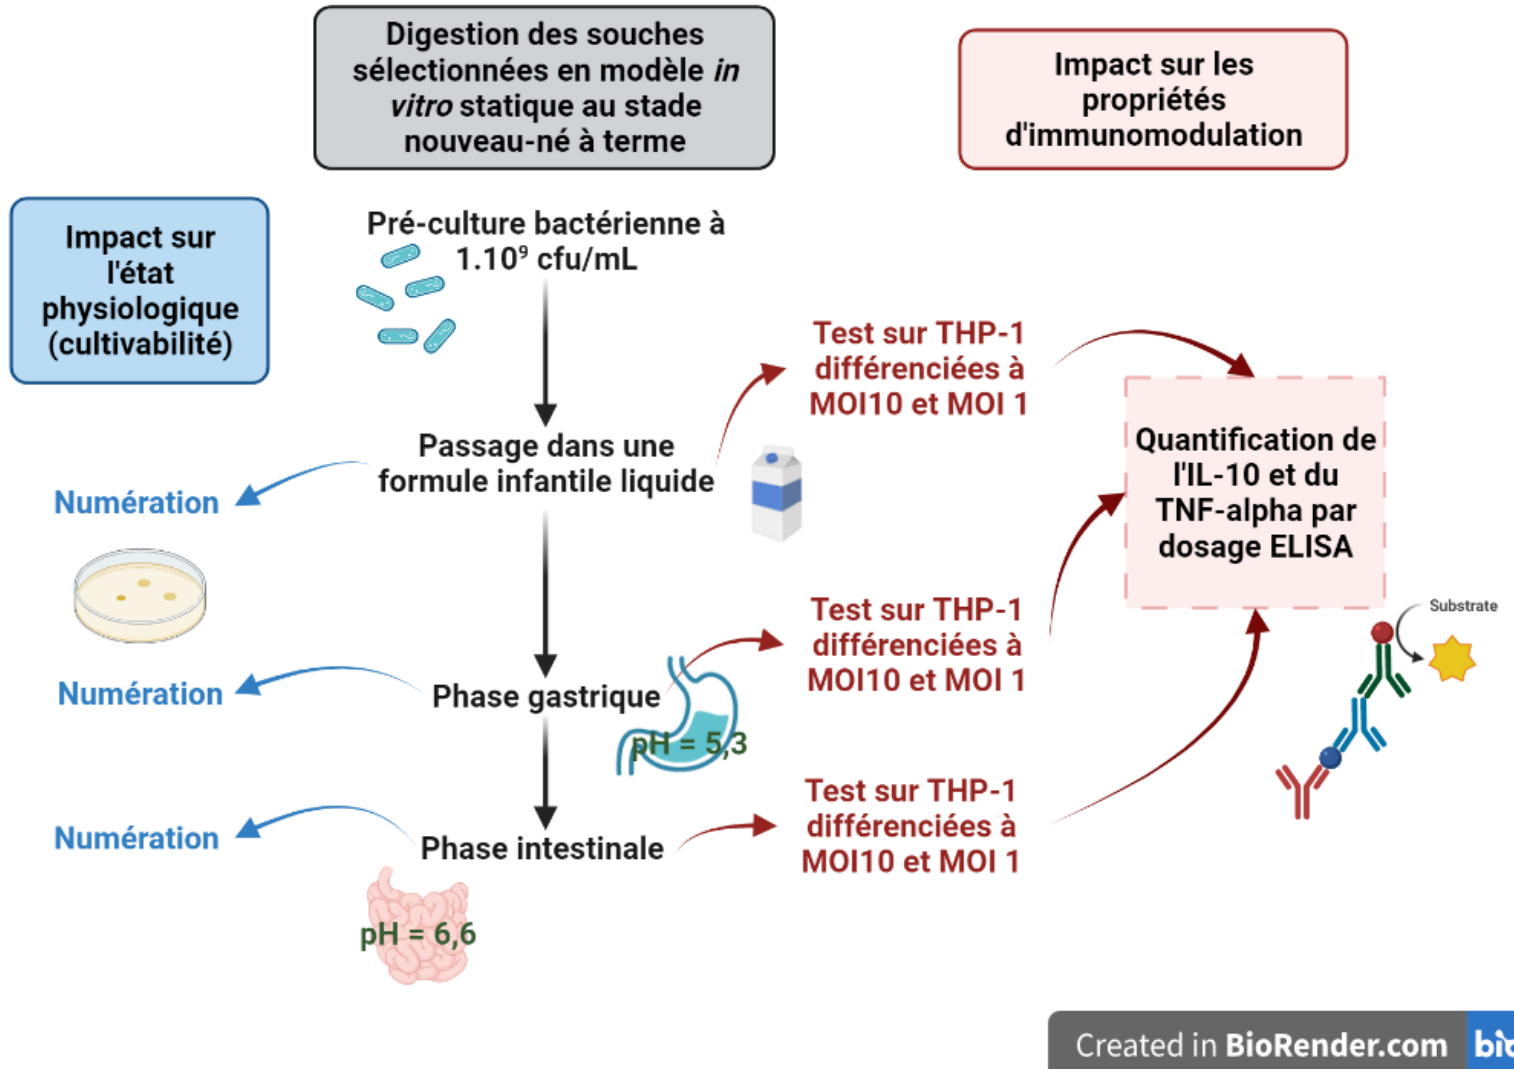 Digestion des souches
sélectionnées en modèle in
vitro statique au stade
nouveau-né à terme
Impact sur les
propriétés
d'immunomodulation
Impact sur
l'état
physiologique
(cultivabilité)
Pré-culture bactérienne à
1.10⁹ cfu/mL
Test sur THP-1
différenciées à
MOI10 et MOI 1
Passage dans une
formule infantile liquide
Numération
Quantification de
l'IL-10 et du
TNF-alpha par
dosage ELISA
Substrate
Test sur THP-1
différenciées à
MOI10 et MOI 1
Numération
Phase gastrique
pH = 5,3
Test sur THP-1
différenciées à
MOI10 et MOI 1
Numération
Phase intestinale
pH = 6,6
Created in BioRender.com